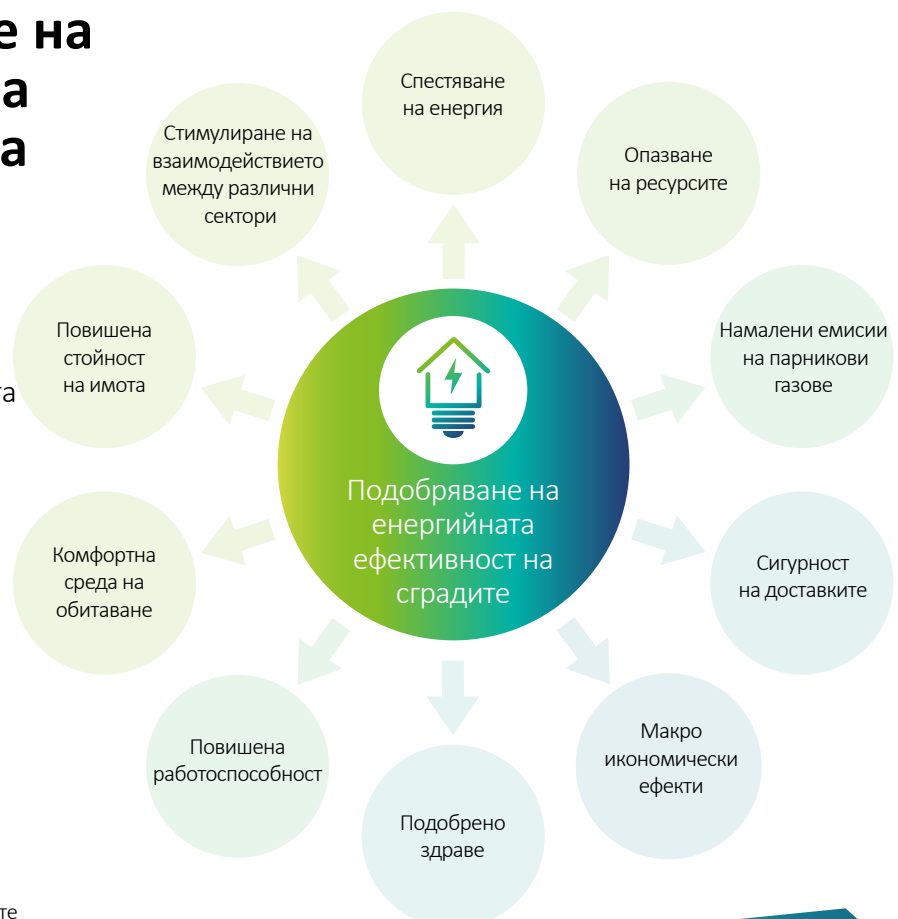 е на
а
а
та
те
Спестяване
на енергия
Опазване
на ресурсите
Намалени емисии
на парникови
газове
Сигурност
на доставките
Макро
икономически
ефекти
Подобрено
здраве
Повишена
работоспособност
Комфортна
среда на
обитаване
Повишена
стойност
на имота
Стимулиране на
взаимодействието
между различни
сектори
Подобряване на
енергийната
ефективност на
сградите